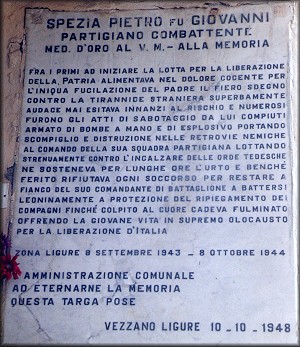 SPEZIA PIETRO FU GIOVANNI
PARTIGIANO COMBATTENTE
MED. D'ORO AL V.M. - ALLA MEMORIA
FRA I PRIMI AD INIZIARE LA LOTTA PER LA LIBERAZIONE
DELLA PATRIA ALIMENTAVA NEL DOLORE COCENTE PER
L'INIQUA FUCILAZIONE DEL PADRE IL FIERO SDEGNO
CONTRO LA TIRANNIDE STRANIERA SUPERBAMENTE
AUDACE MAI ESITAVA INNANZI AL RISCHIO E NUMEROSI
FURONO GLI ATTI DI SABOTAGGIO DA LUI COMPIUTI
ARMATO DI BOMBE A MANO E DI ESPLOSIVO PORTANDO
SCOMPIGLIO E DISTRUZIONE NELLE RETROVIE NEMICHE
AL COMANDO DELLA SUA SQUADRA PARTIGIANA LOTTANDO
STRENUAMENTE CONTRO L'INCALZARE DELLE ORDE TEDESCHE
NE SOSTENEVA PER LUNGHE ORE L'URTO E BENCHÉ
FERITO RIFIUTAVA OGNI SOCCORSO PER RESTARE A
FIANCO DEL SUO COMANDANTE DI BATTAGLIONE A BATTERSI
LEONINAMENTE A PROTEZIONE DEL RIPIEGAMENTO DEI
COMPAGNI FINCHÉ COLPITO AL CUORE CADEVA FULMINATO
OFFRENDO LA GIOVANE VITA IN SUPREMO OLOCAUSTO
PER LA LIBERAZIONE D'ITALIA
ZONA LIGURE 8 SETTEMBRE 1943 - 8 OTTOBRE 1944
L'AMMINISTRAZIONE COMUNALE
AD ETERNARNE LA MEMORIA
QUESTA TARGA POSE
VEZZANO LIGURE 10-10-1948